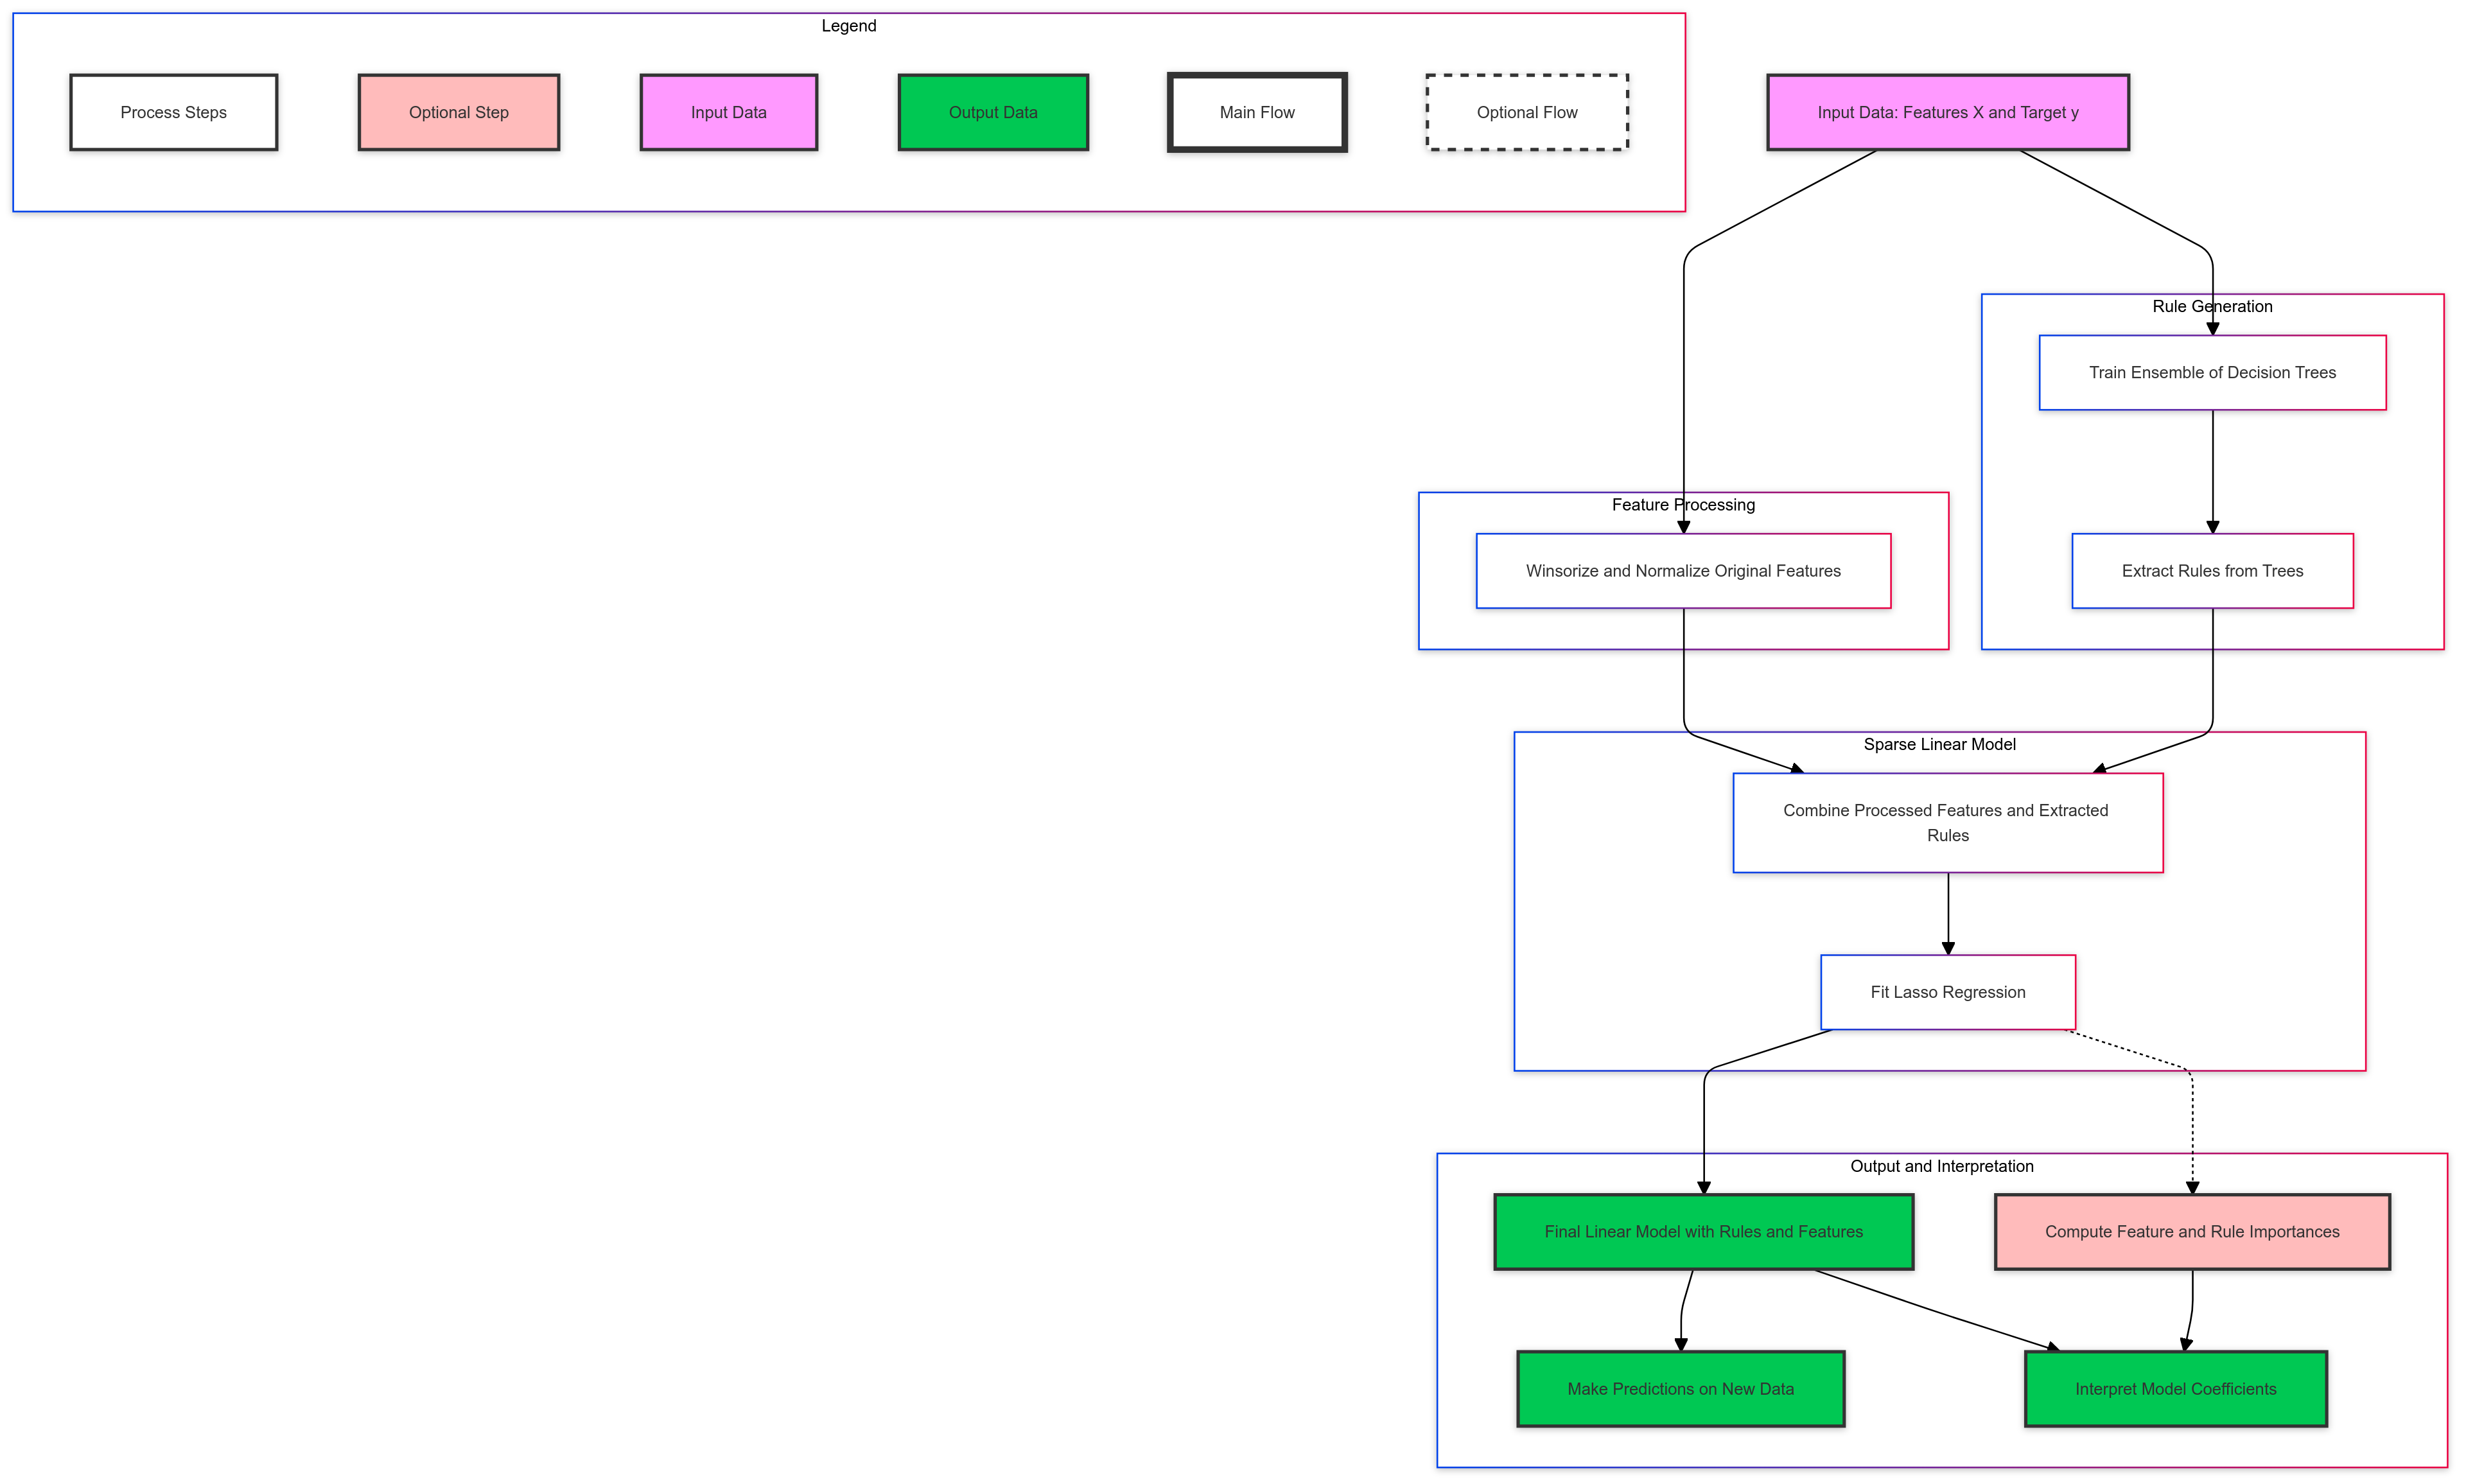 Legend
Process Steps
Optional Step
Input Data
Output Data
Main Flow
Optional Flow
Input Data: Features X and Target y
Rule Generation
Train Ensemble of Decision Trees
Feature Processing
Winsorize and Normalize Original Features
Extract Rules from Trees
Sparse Linear Model
Combine Processed Features and Extracted
Rules
Fit Lasso Regression
Output and Interpretation
Final Linear Model with Rules and Features
Compute Feature and Rule Importances
Make Predictions on New Data
Interpret Model Coefficients